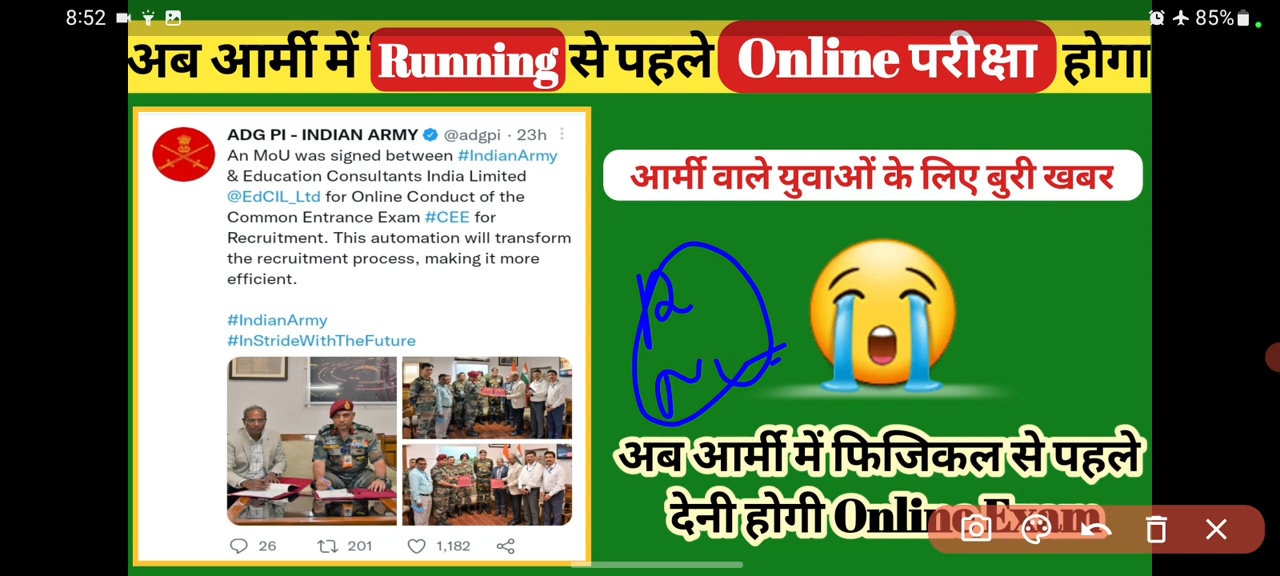 8:52
85%
अब आर्मी में Running से पहले Online परीक्षा होगा
ADG PI - INDIAN ARMY @adgpi · 23h
An MoU was signed between #IndianArmy
& Education Consultants India Limited
@EdCIL_Ltd for Online Conduct of the
Common Entrance Exam #CEE for
Recruitment. This automation will transform
the recruitment process, making it more
efficient.
#IndianArmy
#InStrideWithTheFuture
26 201 1,182
आर्मी वाले युवाओं के लिए बुरी खबर
अब आर्मी में फिजिकल से पहले
देनी होगी Online Exam